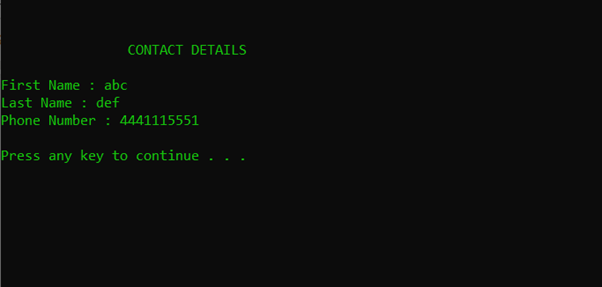 CONTACT DETAILS
First Name : abc
Last Name : def
Phone Number : 4441115551
Press any key to continue . . .